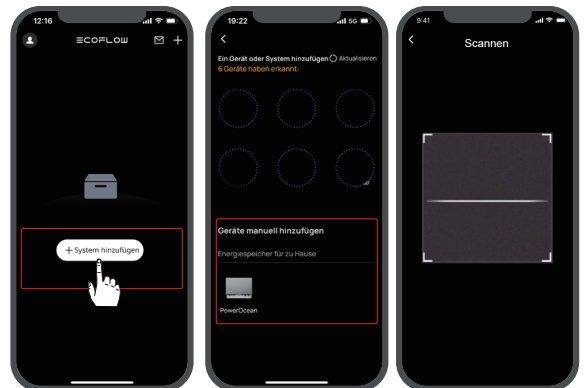 12:16
ECOFLOW
+ System hinzufügen
19:22
5G
Ein Gerät oder System hinzufügen Aktualisieren
6 Geräte haben erkannt:
Geräte manuell hinzufügen
Energiespeicher für zu Hause
PowerOcean
9:41
Scannen